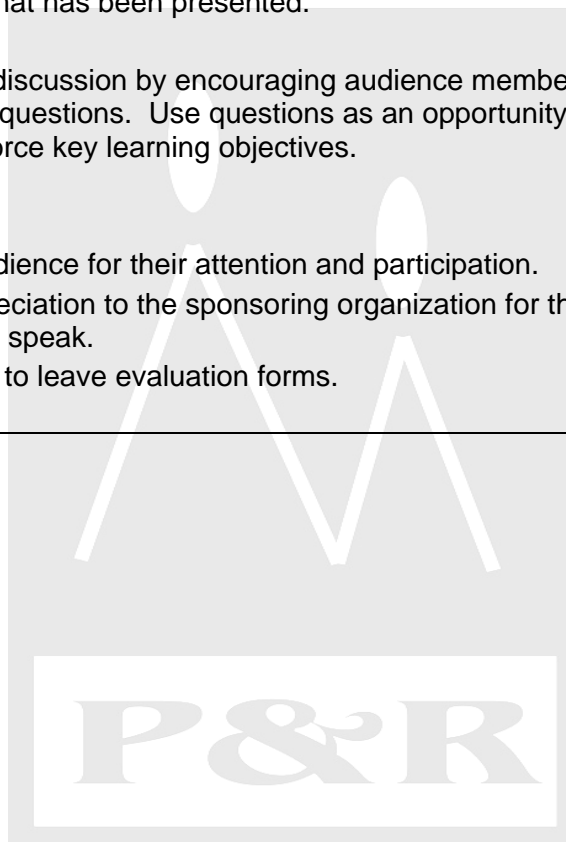 hat has been presented.
discussion by encouraging audience membe
questions.  Use questions as an opportunity
orce key learning objectives.
dience for their attention and participation.
eciation to the sponsoring organization for th
speak.
to leave evaluation forms.
P&R